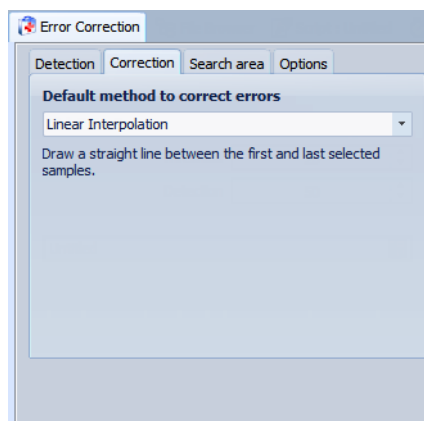 Error Correction
Detection Correction Search area Options
Default method to correct errors
Linear Interpolation
Draw a straight line between the first and last selected
samples.